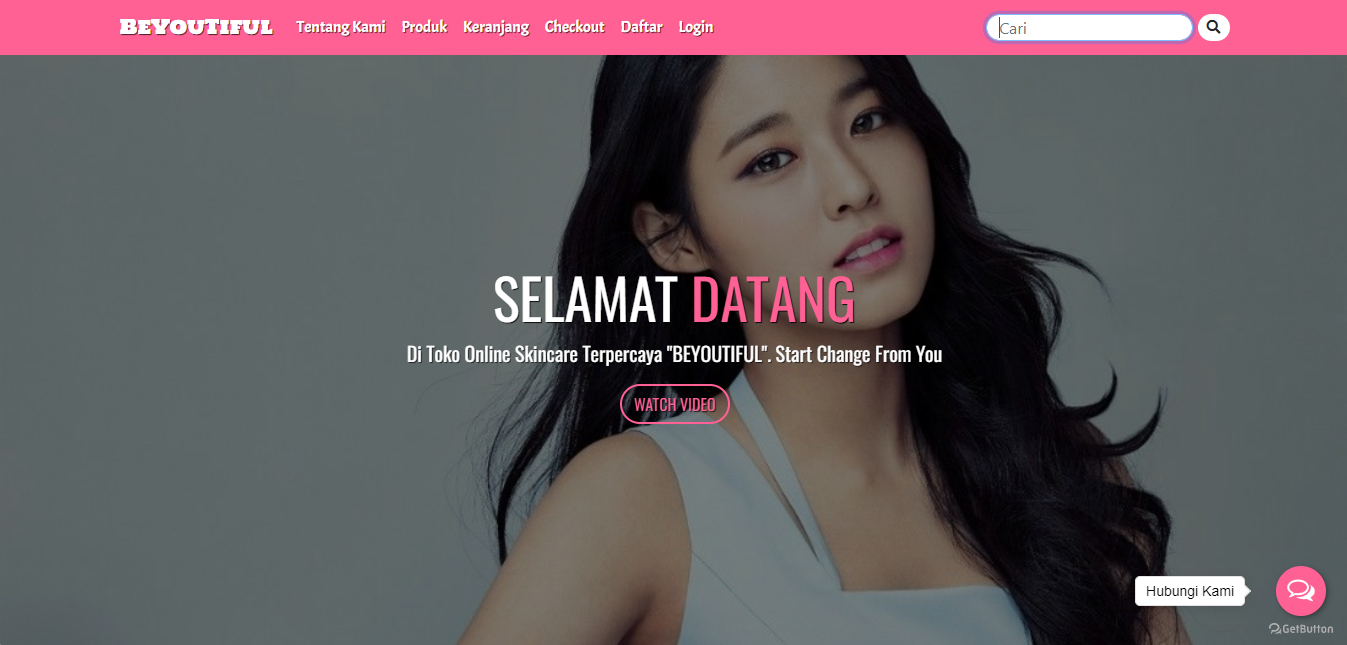 BEYOUTIFUL Tentang Kami Produk Keranjang Checkout Daftar Login Cari
SELAMAT DATANG
Di Toko Online Skincare Terpercaya "BEYOUTIFUL". Start Change From You
WATCH VIDEO
Hubungi Kami
GetButton